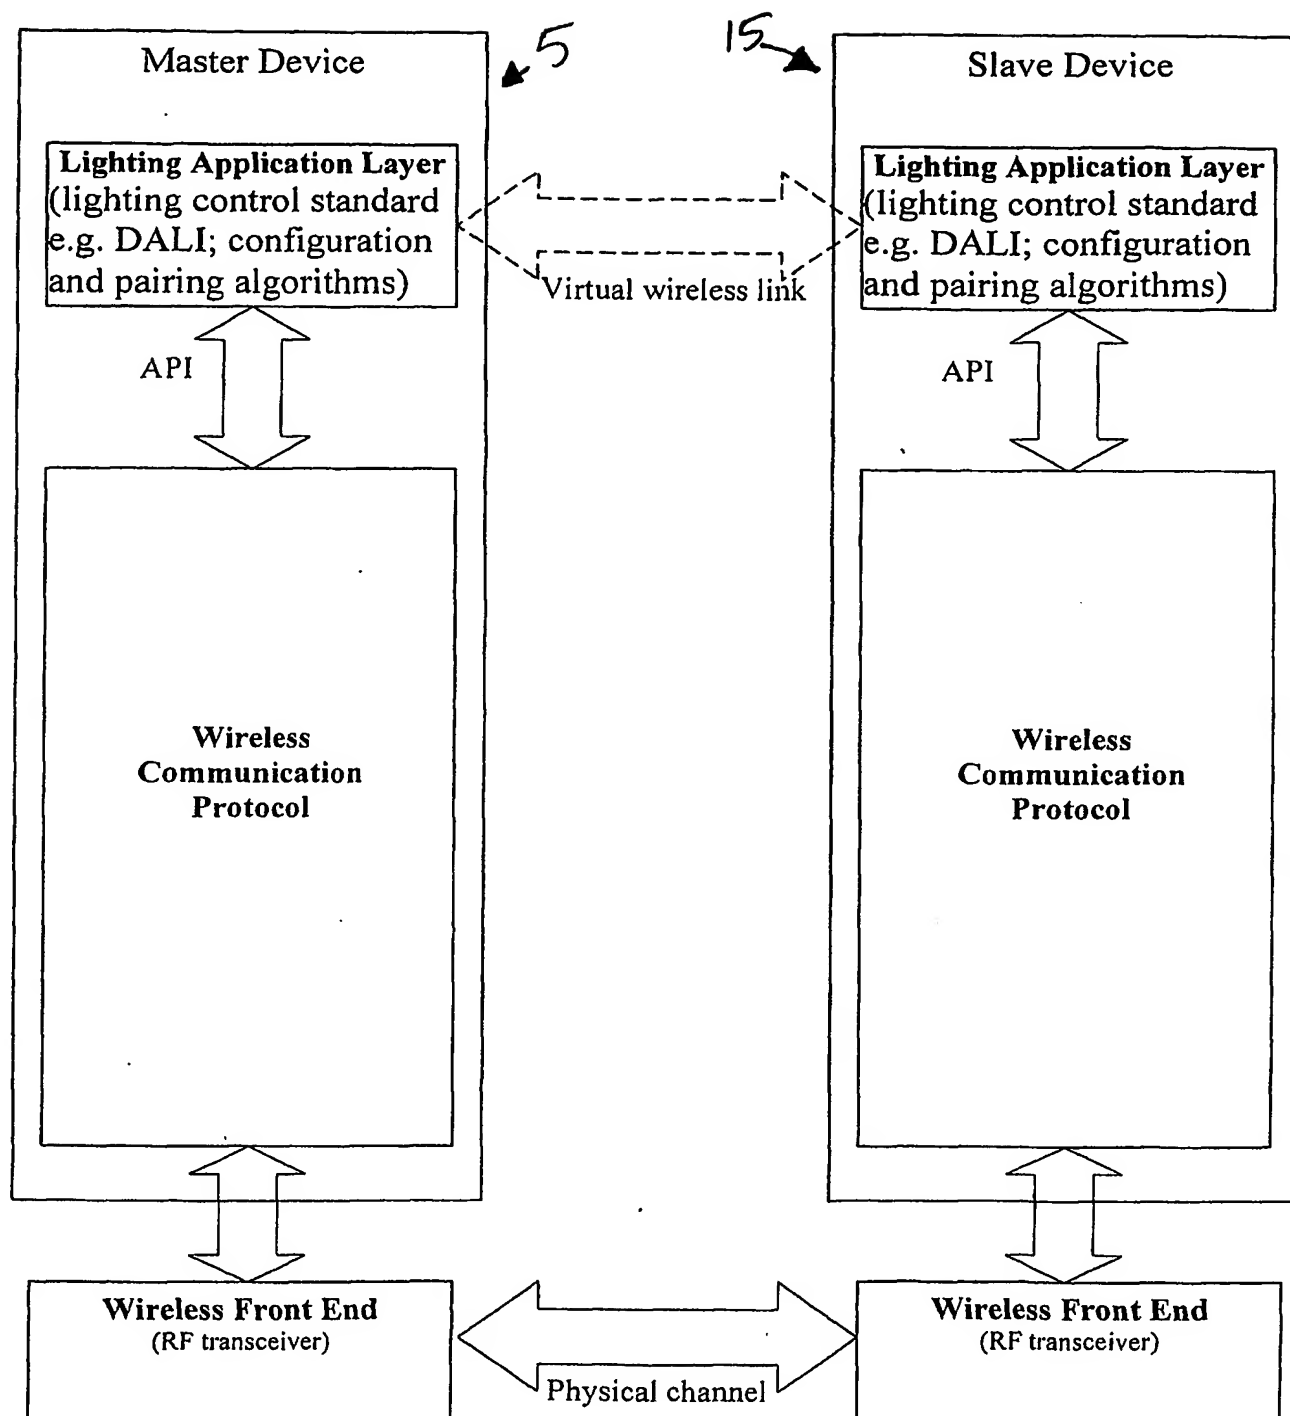 5
15
Master Device
Slave Device
Lighting Application Layer
(lighting control standard
e.g. DALI; configuration
and pairing algorithms)
Lighting Application Layer
(lighting control standard
e.g. DALI; configuration
and pairing algorithms)
Virtual wireless link
API
API
Wireless
Communication
Protocol
Wireless
Communication
Protocol
Wireless Front End
(RF transceiver)
Wireless Front End
(RF transceiver)
Physical channel